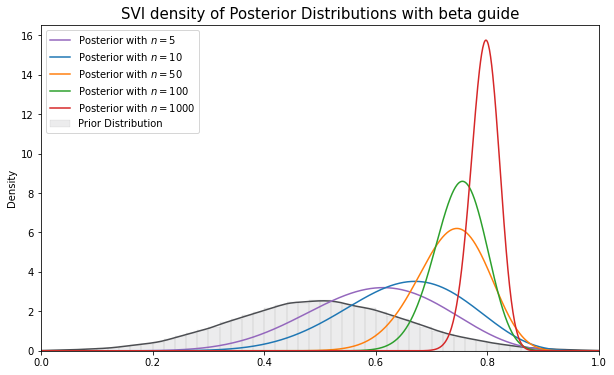 SVI density of Posterior Distributions with beta guide
16
14
12
10
8
6
4
2
0
Density
Posterior with n = 5
Posterior with n = 10
Posterior with n = 50
Posterior with n = 100
Posterior with n = 1000
Prior Distribution
0.0 0.2 0.4 0.6 0.8 1.0